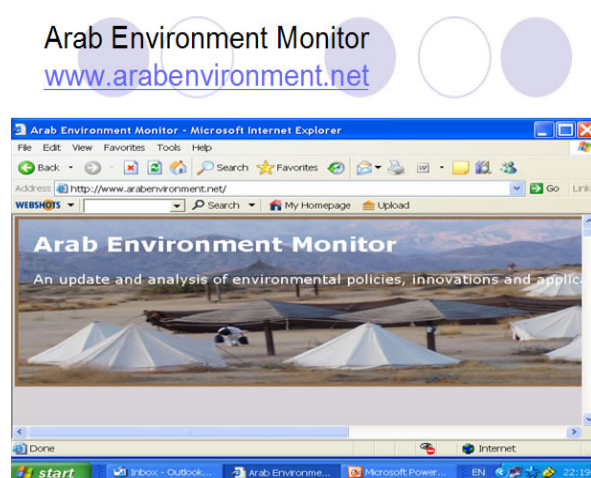 Arab Environment Monitor
www.arabenvironment.net
Arab Environment Monitor - Microsoft Internet Explorer
File Edit View Favorites Tools Help
Back Search Favorites
Address http://www.arabenvironment.net/ Go Link
WEBSHOTS Search My Homepage Upload
Arab Environment Monitor
An update and analysis of environmental policies, innovations and applica
Done Internet
start Inbox - Outlook... Arab Environme... Microsoft Power... EN 22:19